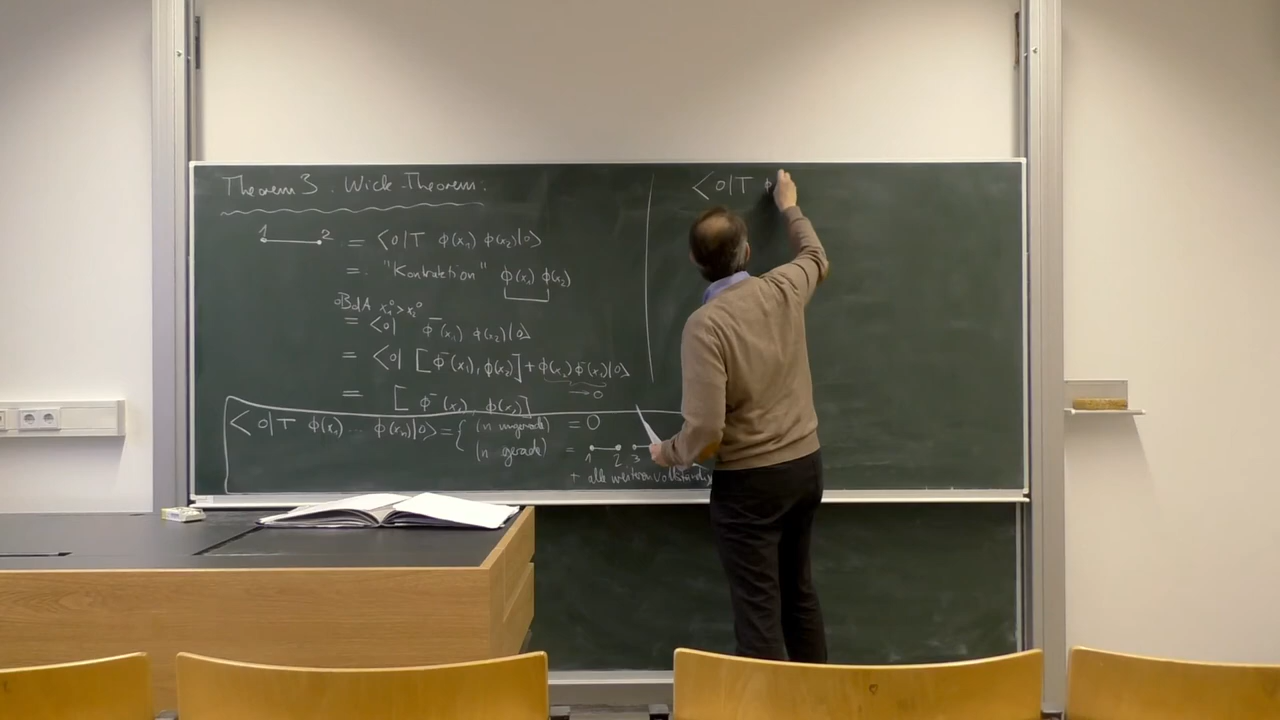 Theorem 3. Wick-Theorem:
1 2 = <0|T ϕ(x₁) ϕ(x₂)|0>
= "Kontraktion" ϕ(x₁) ϕ(x₂)
oBdA x₁⁰ > x₂⁰
= <0| ϕ⁻(x₁) ϕ(x₂)|0>
= <0| [ϕ⁻(x₁), ϕ(x₂)] + ϕ(x₂) ϕ⁻(x₁)|0>
→ 0
= [ϕ⁻(x₁), ϕ(x₂)]
<0|T ϕ(x₁) ... ϕ(xₙ)|0> = { (n ungerade) = 0
(n gerade) = 1 2 3
+ alle weiteren
<0|T ϕ